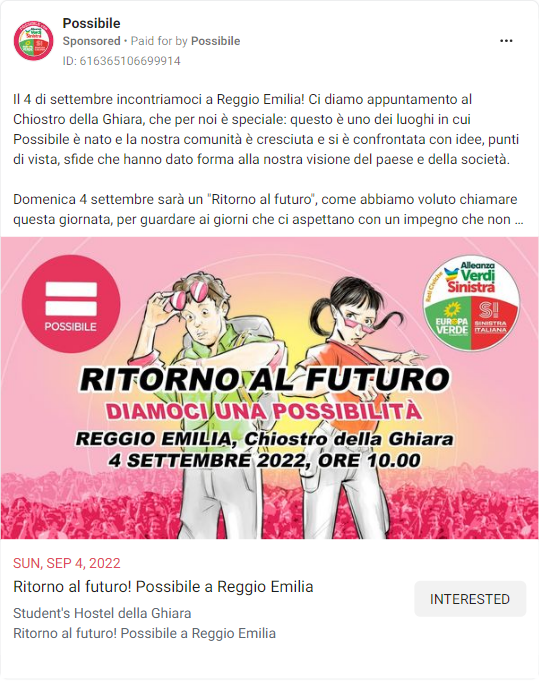 Possibile
Sponsored • Paid for by Possibile
ID: 616365106699914
Il 4 di settembre incontriamoci a Reggio Emilia! Ci diamo appuntamento al
Chiostro della Ghiara, che per noi è speciale: questo è uno dei luoghi in cui
Possibile è nato e la nostra comunità è cresciuta e si è confrontata con idee, punti
di vista, sfide che hanno dato forma alla nostra visione del paese e della società.
Domenica 4 settembre sarà un "Ritorno al futuro", come abbiamo voluto chiamare
questa giornata, per guardare ai giorni che ci aspettano con un impegno che non ...
POSSIBILE
Reti Civiche
Alleanza
Verdi
Sinistra
EUROPA
VERDE
S!
SINISTRA
ITALIANA
RITORNO AL FUTURO
DIAMOCI UNA POSSIBILITÀ
REGGIO EMILIA, Chiostro della Ghiara
4 SETTEMBRE 2022, ORE 10.00
SUN, SEP 4, 2022
Ritorno al futuro! Possibile a Reggio Emilia
Student's Hostel della Ghiara
Ritorno al futuro! Possibile a Reggio Emilia
INTERESTED